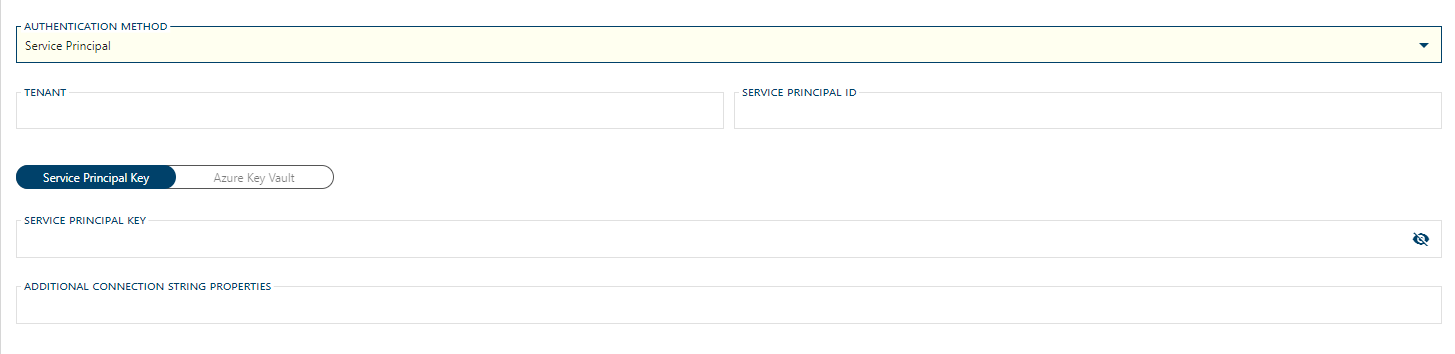 AUTHENTICATION METHOD
Service Principal
TENANT
SERVICE PRINCIPAL ID
Service Principal Key
Azure Key Vault
SERVICE PRINCIPAL KEY
ADDITIONAL CONNECTION STRING PROPERTIES